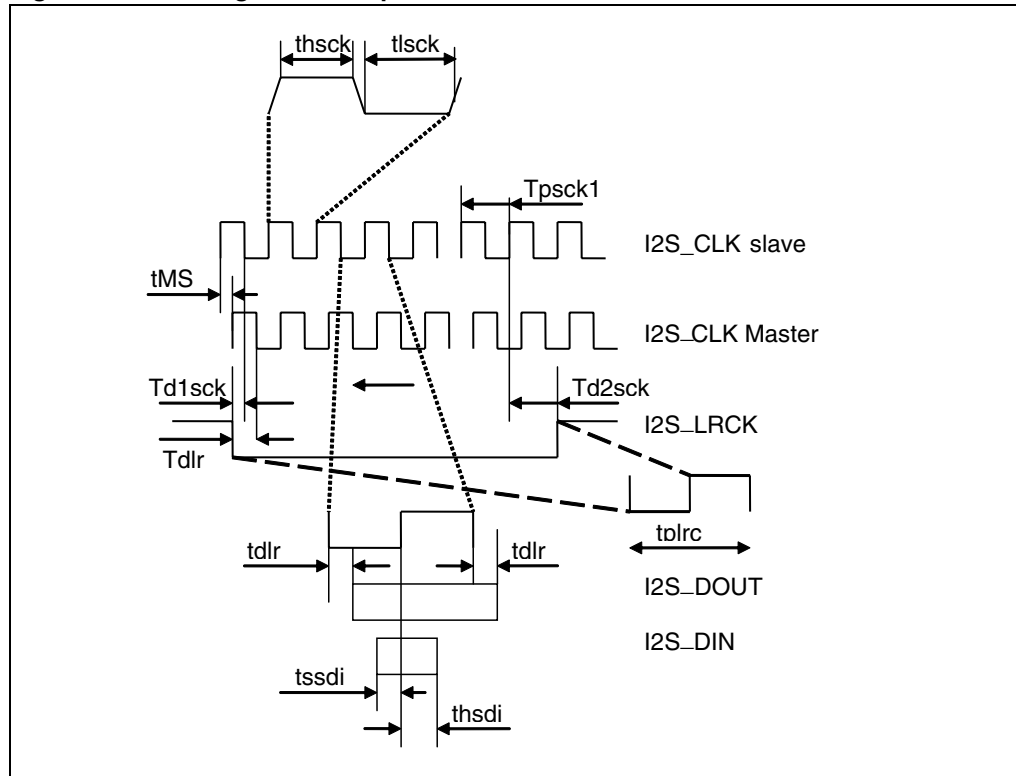 thsck tlsck
Tpsck1
I2S_CLK slave
tMS
I2S_CLK Master
Td1sck Td2sck
I2S_LRCK
Tdlr
tplrc
tdlr tdlr
I2S_DOUT
I2S_DIN
tssdi
thsdi